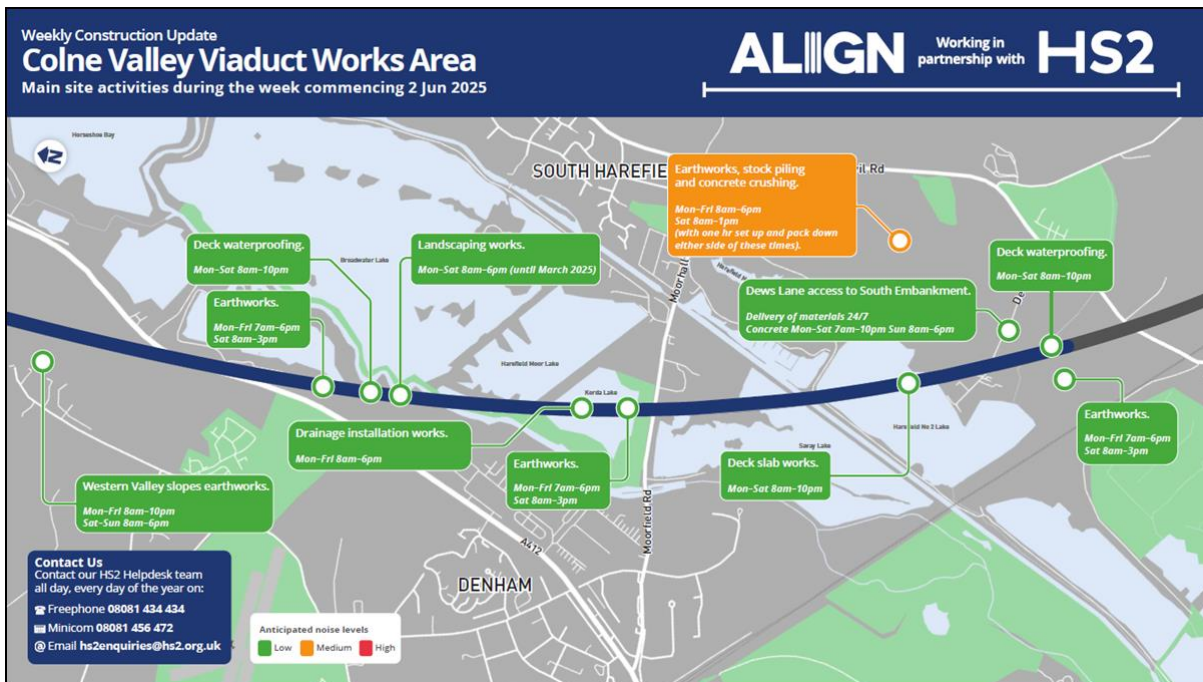 Weekly Construction Update
Colne Valley Viaduct Works Area
Main site activities during the week commencing 2 Jun 2025
ALIGN
Working in
partnership with
HS2
N
Horseshoe Bay
SOUTH HAREFIE
Earthworks, stock piling
and concrete crushing.
Mon–Fri 8am–6pm
Sat 8am–1pm
(with one hr set up and pack down
either side of these times).
vil Rd
Deck waterproofing.
Mon–Sat 8am–10pm
Broadwater Lake
Landscaping works.
Mon–Sat 8am–6pm (until March 2025)
Moorhall
Deck waterproofing.
Mon–Sat 8am–10pm
Earthworks.
Mon–Fri 7am–6pm
Sat 8am–3pm
Dews Lane access to South Embankment.
Delivery of materials 24/7
Concrete Mon–Sat 7am–10pm Sun 8am–6pm
De
Harefield Moor Lake
Korda Lake
Drainage installation works.
Mon–Fri 8am–6pm
Earthworks.
Mon–Fri 7am–6pm
Sat 8am–3pm
Moorfield Rd
Savay Lake
Harefield No 2 Lake
Deck slab works.
Mon–Sat 8am–10pm
Earthworks.
Mon–Fri 7am–6pm
Sat 8am–3pm
Western Valley slopes earthworks.
Mon–Fri 8am–10pm
Sat–Sun 8am–6pm
A412
DENHAM
Contact Us
Contact our HS2 Helpdesk team
all day, every day of the year on:
Freephone 08081 434 434
Minicom 08081 456 472
@ Email hs2enquiries@hs2.org.uk
Anticipated noise levels
Low
Medium
High